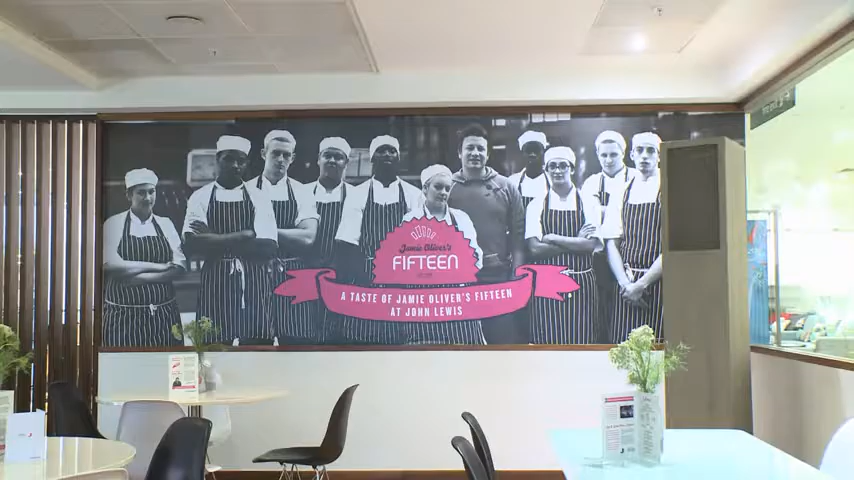 Jamie Oliver's
FIFTEEN
A TASTE OF JAMIE OLIVER'S FIFTEEN
AT JOHN LEWIS